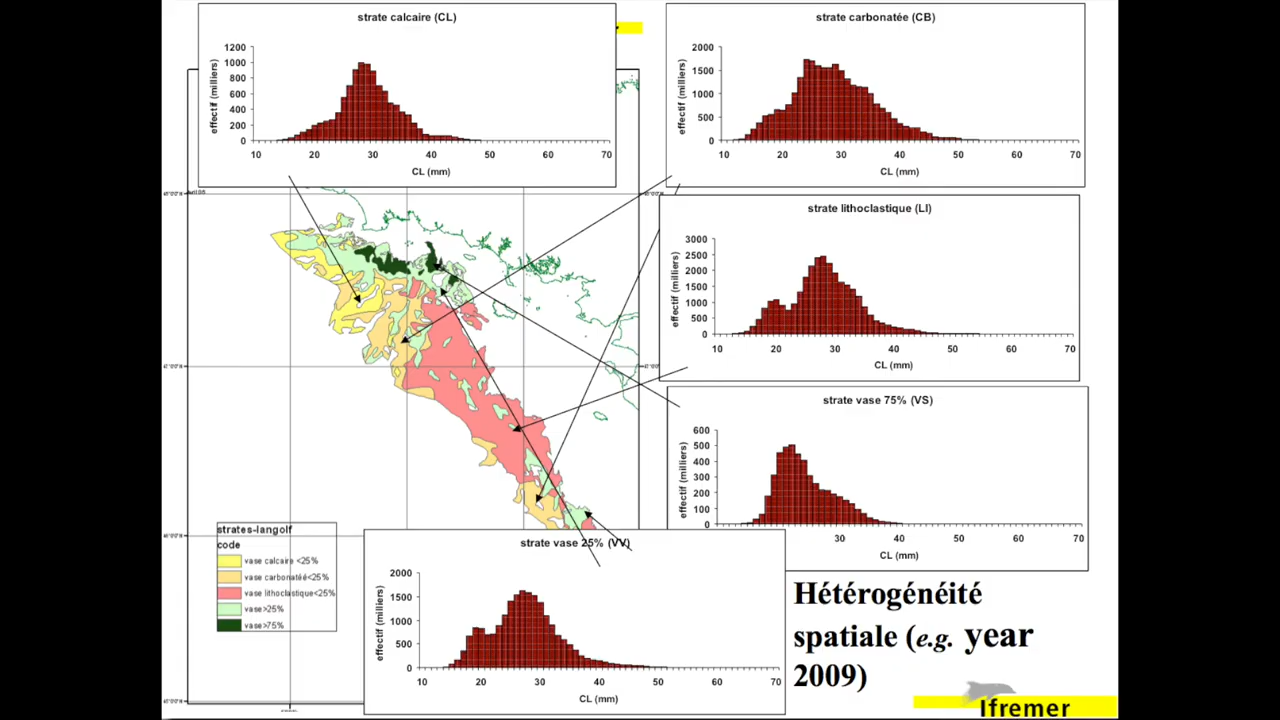 strate calcaire (CL)
effectif (milliers)
1200
1000
800
600
400
200
0
10 20 30 40 50 60 70
CL (mm)
strate carbonatée (CB)
effectif (milliers)
2000
1500
1000
500
0
10 20 30 40 50 60 70
CL (mm)
strate lithoclastique (LI)
effectif (milliers)
3000
2500
2000
1500
1000
500
0
10 20 30 40 50 60 70
CL (mm)
strate vase 75% (VS)
effectif (milliers)
600
500
400
300
200
100
0
30 40 50 60 70
CL (mm)
strates-langolf
code
vase calcaire <25%
vase carbonatéé<25%
vase lithoclastique<25%
vase>25%
vase>75%
strate vase 25% (VV)
effectif (milliers)
2000
1500
1000
500
0
10 20 30 40 50 60 70
CL (mm)
Hétérogénéité
spatiale (e.g. year
2009)
Ifremer